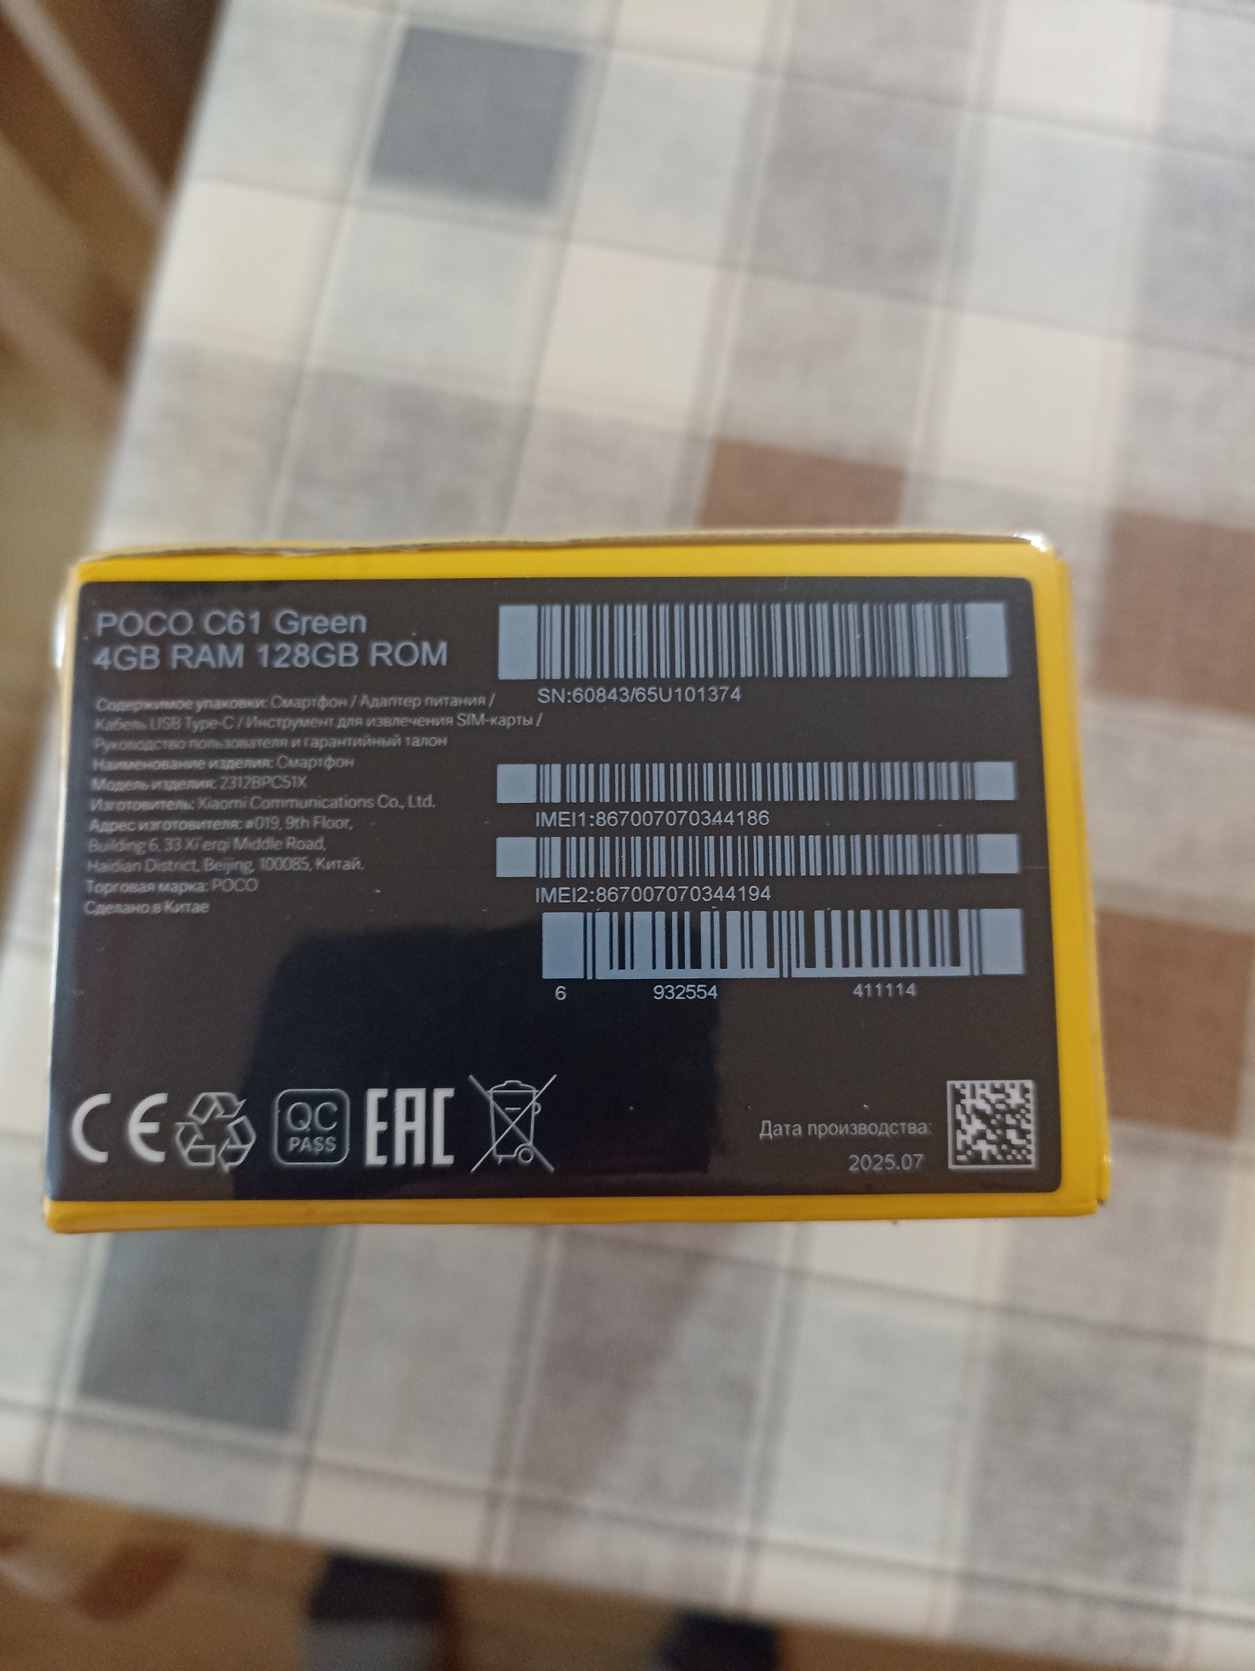 POCO C61 Green
4GB RAM 128GB ROM
Содержимое упаковки: Смартфон / Адаптер питания /
Кабель USB Type-C / Инструмент для извлечения SIM-карты /
Руководство пользователя и гарантийный талон
Наименование изделия: Смартфон
Модель изделия: 2312BPC51X
Изготовитель: Xiaomi Communications Co., Ltd.
Адрес изготовителя: #019, 9th Floor,
Building 6, 33 Xi'erqi Middle Road,
Haidian District, Beijing, 100085, Китай.
Торговая марка: POCO
Сделано в Китае
SN:60843/65U101374
IMEI1:867007070344186
IMEI2:867007070344194
6 932554 411114
CE
QC
PASS
EAC
Дата производства:
2025.07